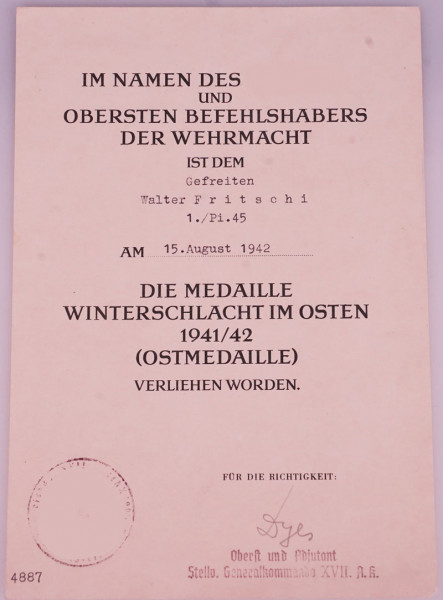 IM NAMEN DES
UND
OBERSTEN BEFEHLSHABERS
DER WEHRMACHT
IST DEM
Gefreiten
Walter Fritschi
1./Pi.45
AM 15.August 1942
DIE MEDAILLE
WINTERSCHLACHT IM OSTEN
1941/42
(OSTMEDAILLE)
VERLIEHEN WORDEN.
FÜR DIE RICHTIGKEIT:
Oberst und Adjutant
Stellv. Generalkommando XVII. A.K.
4887